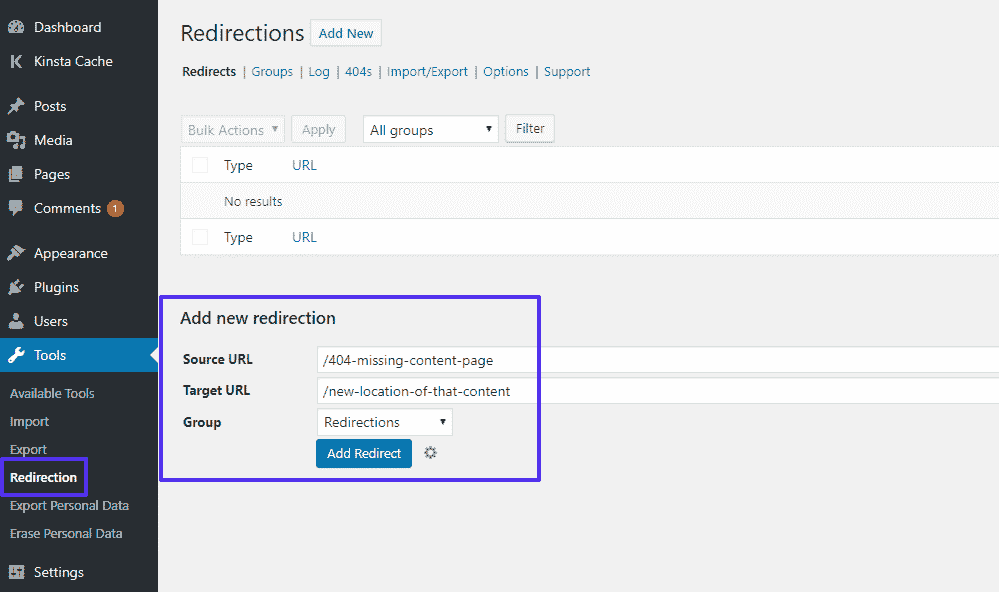 Dashboard
Kinsta Cache
Posts
Media
Pages
Comments 1
Appearance
Plugins
Users
Tools
Available Tools
Import
Export
Redirection
Export Personal Data
Erase Personal Data
Settings
Redirections Add New
Redirects | Groups | Log | 404s | Import/Export | Options | Support
Bulk Actions Apply All groups Filter
Type URL
No results
Type URL
Add new redirection
Source URL /404-missing-content-page
Target URL /new-location-of-that-content
Group Redirections
Add Redirect